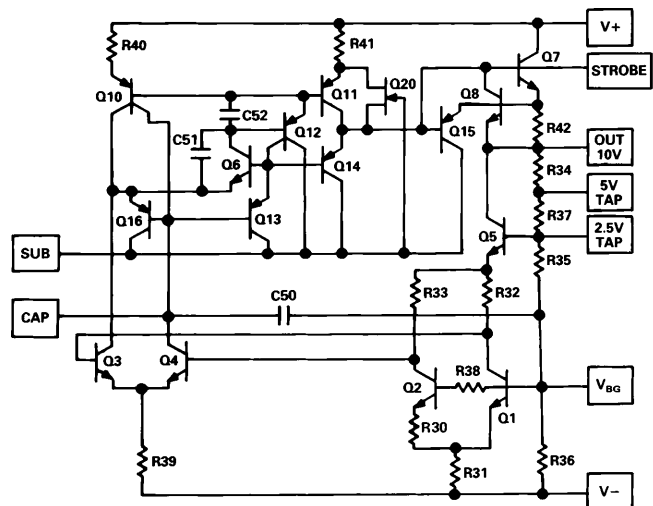 V+
R40
R41
Q7
STROBE
Q20
Q8
Q10
Q11
C52
Q12
Q15
R42
C51
OUT
10V
Q6
Q14
R34
5V
TAP
R37
Q16
Q13
Q5
2.5V
TAP
SUB
R35
R33
R32
C50
CAP
Q3
Q4
R38
Q2
VBG
R30
Q1
R39
R31
R36
V−